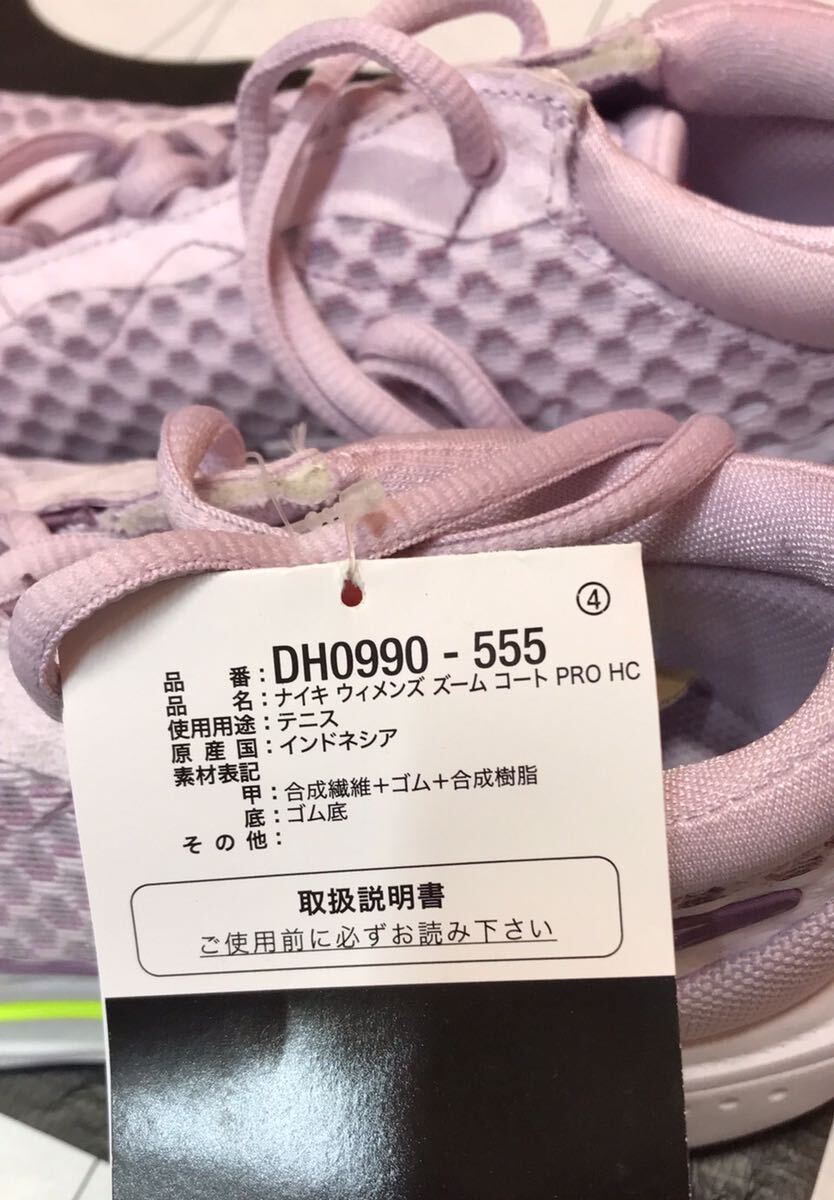 ④
品番：DH0990 - 555
品名：ナイキ ウィメンズ ズーム コート PRO HC
使用用途：テニス
原産国：インドネシア
素材表記
甲：合成繊維＋ゴム＋合成樹脂
底：ゴム底
その他：
取扱説明書
ご使用前に必ずお読み下さい